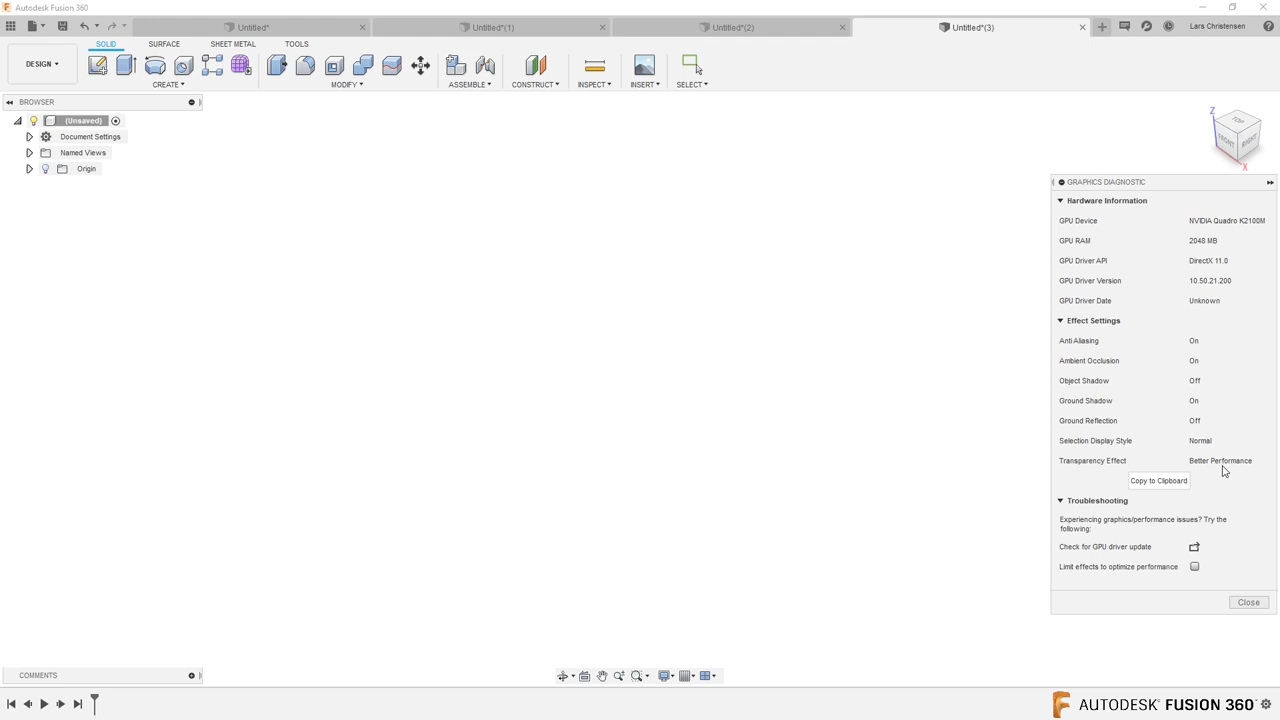 Autodesk Fusion 360
Untitled*
Untitled*(1)
Untitled*(2)
Untitled*(3)
Lars Christensen
DESIGN
SOLID
SURFACE
SHEET METAL
TOOLS
CREATE
MODIFY
ASSEMBLE
CONSTRUCT
INSPECT
INSERT
SELECT
BROWSER
(Unsaved)
Document Settings
Named Views
Origin
Z
TOP
FRONT
RIGHT
X
GRAPHICS DIAGNOSTIC
Hardware Information
GPU Device NVIDIA Quadro K2100M
GPU RAM 2048 MB
GPU Driver API DirectX 11.0
GPU Driver Version 10.50.21.200
GPU Driver Date Unknown
Effect Settings
Anti Aliasing On
Ambient Occlusion On
Object Shadow Off
Ground Shadow On
Ground Reflection Off
Selection Display Style Normal
Transparency Effect Better Performance
Copy to Clipboard
Troubleshooting
Experiencing graphics/performance issues? Try the
following:
Check for GPU driver update
Limit effects to optimize performance
Close
COMMENTS
AUTODESK® FUSION 360™